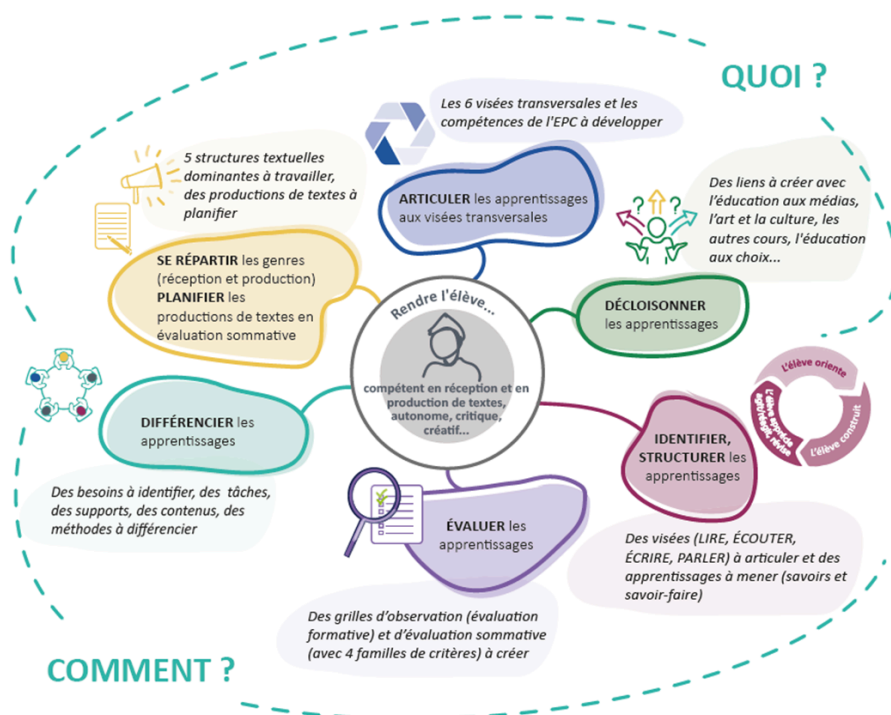 QUOI ?
Les 6 visées transversales et les
compétences de l'EPC à développer
ARTICULER les apprentissages
aux visées transversales
5 structures textuelles
dominantes à travailler,
des productions de textes à
planifier
SE RÉPARTIR les genres
(réception et production)
PLANIFIER les
productions de textes en
évaluation sommative
Des liens à créer avec
l'éducation aux médias,
l'art et la culture, les
autres cours, l'éducation
aux choix...
? ?
DÉCLOISONNER
les apprentissages
Rendre l'élève...
compétent en réception et en
production de textes,
autonome, critique,
créatif...
DIFFÉRENCIER les
apprentissages
Des besoins à identifier, des tâches,
des supports, des contenus, des
méthodes à différencier
L'élève oriente
L'élève construit
L'élève apprécie
agit/réagit, révise
IDENTIFIER,
STRUCTURER les
apprentissages
Des visées (LIRE, ÉCOUTER,
ÉCRIRE, PARLER) à articuler et des
apprentissages à mener (savoirs et
savoir-faire)
ÉVALUER les
apprentissages
Des grilles d'observation (évaluation
formative) et d'évaluation sommative
(avec 4 familles de critères) à créer
COMMENT ?